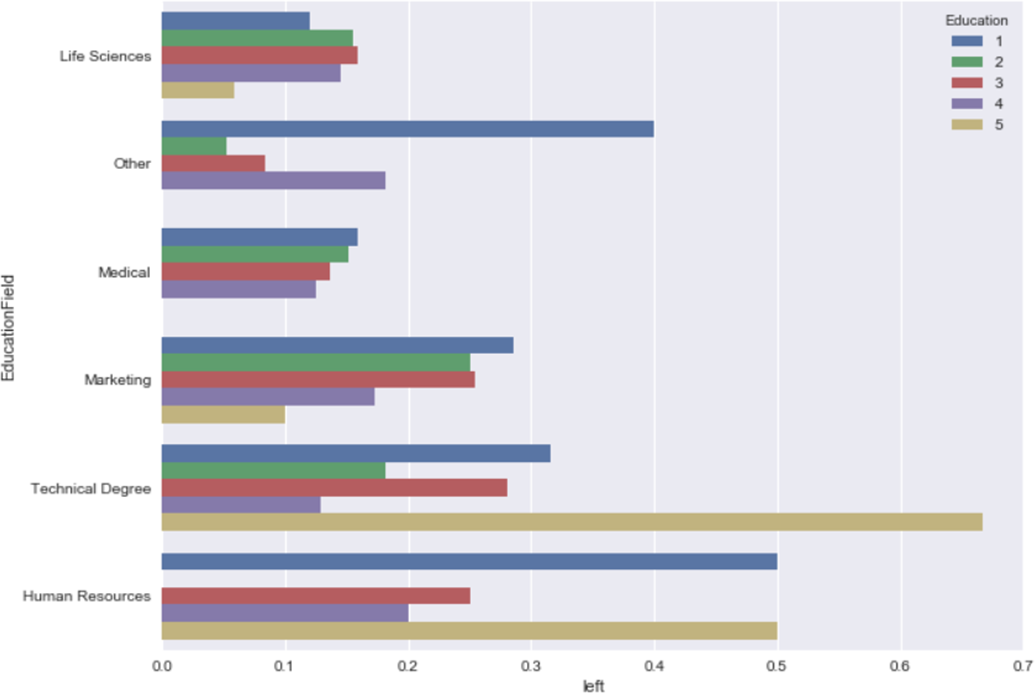 Education
1
2
3
4
5
EducationField
Life Sciences
Other
Medical
Marketing
Technical Degree
Human Resources
0.0 0.1 0.2 0.3 0.4 0.5 0.6 0.7
left